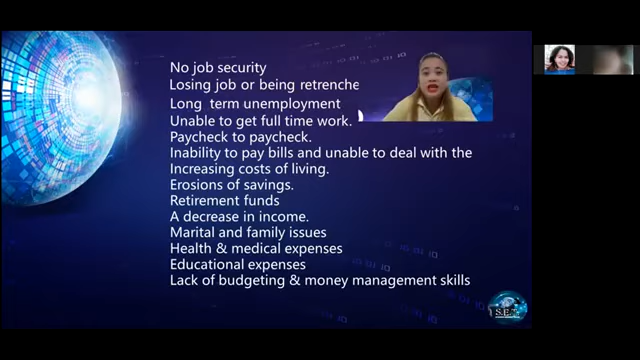 No job security
Losing job or being retrenche
Long term unemployment
Unable to get full time work.
Paycheck to paycheck.
Inability to pay bills and unable to deal with the
Increasing costs of living.
Erosions of savings.
Retirement funds
A decrease in income.
Marital and family issues
Health & medical expenses
Educational expenses
Lack of budgeting & money management skills